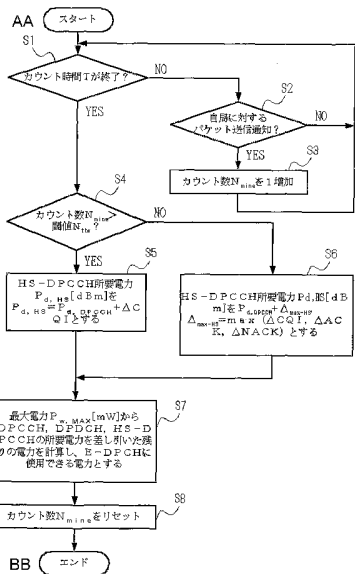 AA
スタート
S1
カウント時間Tが終了?
NO
YES
S2
自局に対する
パケット送信通知?
NO
YES
S3
カウント数Nmineを1増加
S4
カウント数Nmine>
閾値Nths?
NO
YES
S5
HS-DPCCH所要電力
Pd,HS[dBm]を
Pd,HS=Pd,DPCCH+ΔC
QIとする
S6
HS-DPCCH所要電力Pd,HS[dB
m]をPd,DPCCH+Δmax-HS
Δmax-HS=max(ΔCQI,ΔAC
K,ΔNACK)とする
S7
最大電力Pw,MAX[mW]から
DPCCH,DPDCH,HS-D
PCCHの所要電力を差し引いた残
りの電力を計算し、E-DPCHに
使用できる電力とする
S8
カウント数Nmineをリセット
BB
エンド